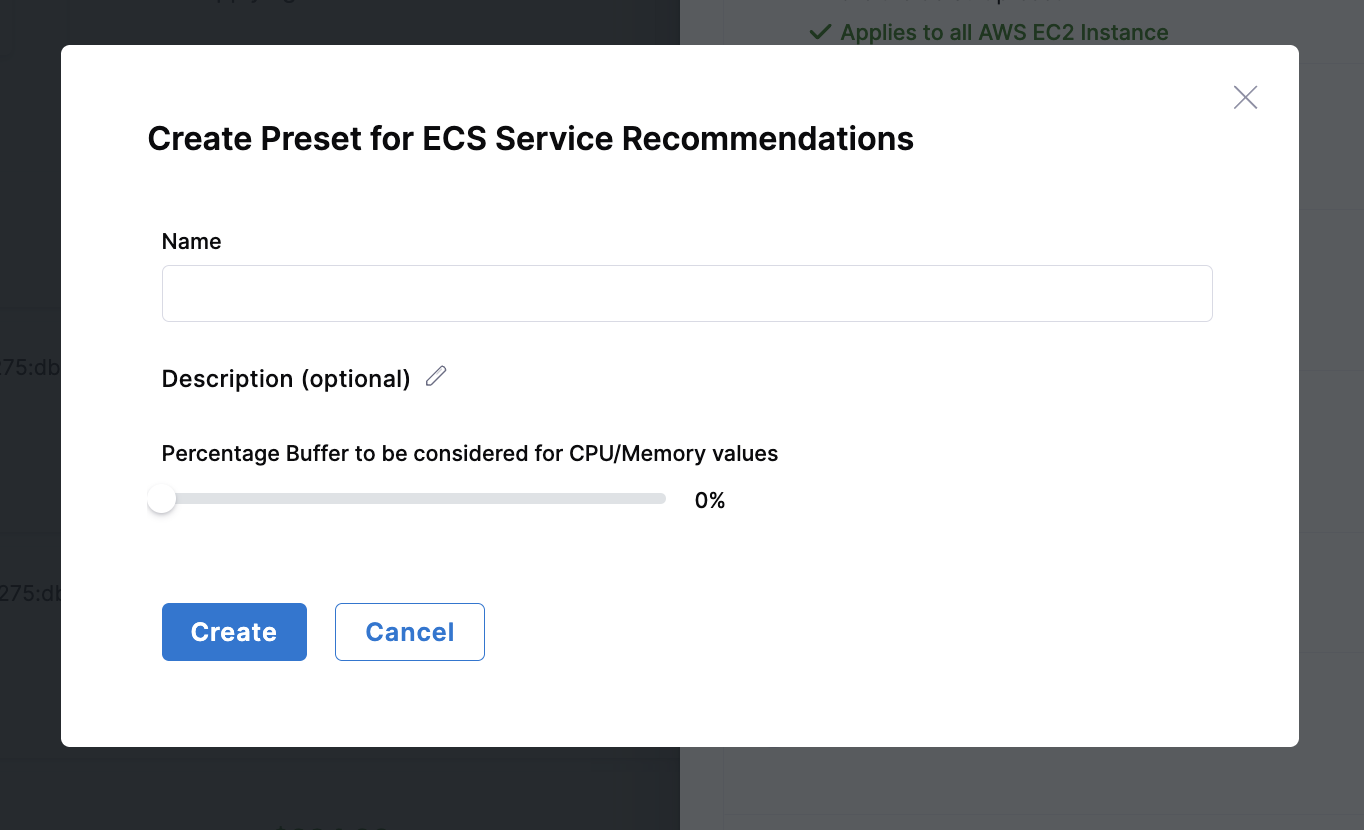 Applies to all AWS EC2 Instance
Create Preset for ECS Service Recommendations
Name
275:db
Description (optional)
Percentage Buffer to be considered for CPU/Memory values
0%
275:db
Create
Cancel